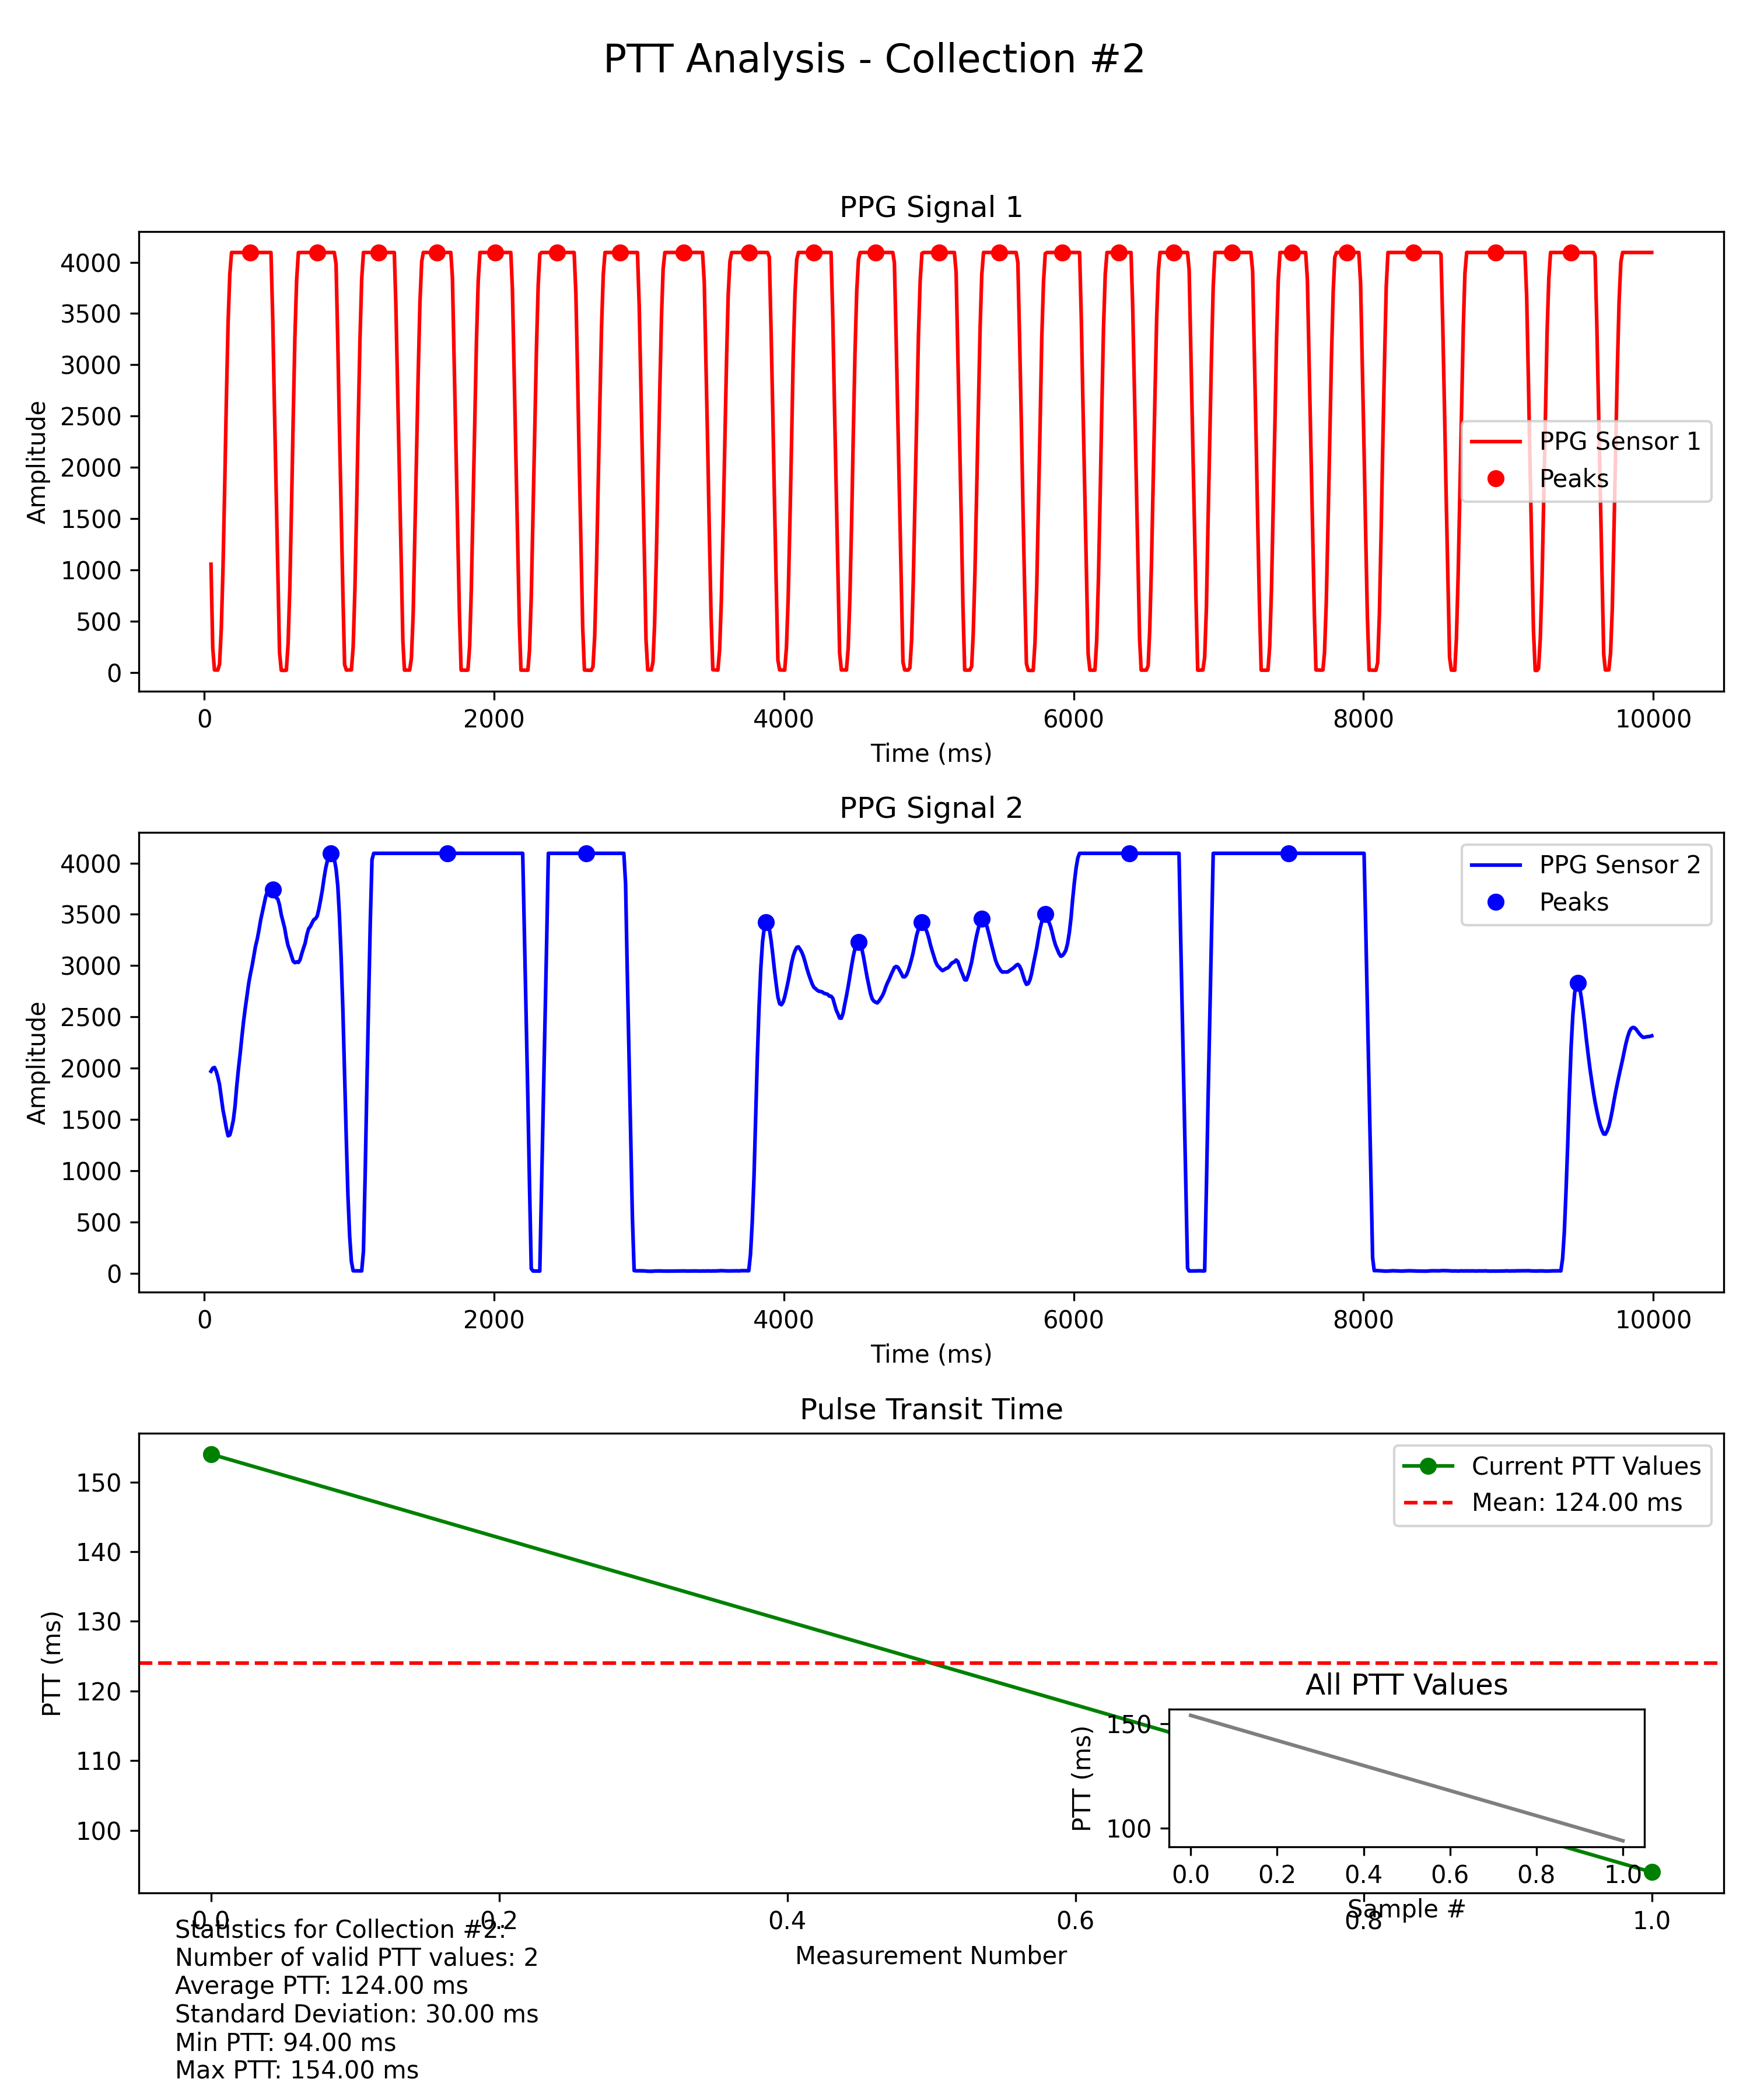 PTT Analysis - Collection #2
PPG Signal 1
Amplitude
4000
3500
3000
2500
2000
1500
1000
500
0
PPG Sensor 1
Peaks
0 2000 4000 6000 8000 10000
Time (ms)
PPG Signal 2
Amplitude
4000
3500
3000
2500
2000
1500
1000
500
0
PPG Sensor 2
Peaks
0 2000 4000 6000 8000 10000
Time (ms)
Pulse Transit Time
PTT (ms)
150
140
130
120
110
100
Current PTT Values
Mean: 124.00 ms
All PTT Values
PTT (ms)
150
100
0.0 0.2 0.4 0.6 0.8 1.0
Sample #
0.0 0.2 0.4 0.6 0.8 1.0
Measurement Number
Statistics for Collection #2:
Number of valid PTT values: 2
Average PTT: 124.00 ms
Standard Deviation: 30.00 ms
Min PTT: 94.00 ms
Max PTT: 154.00 ms